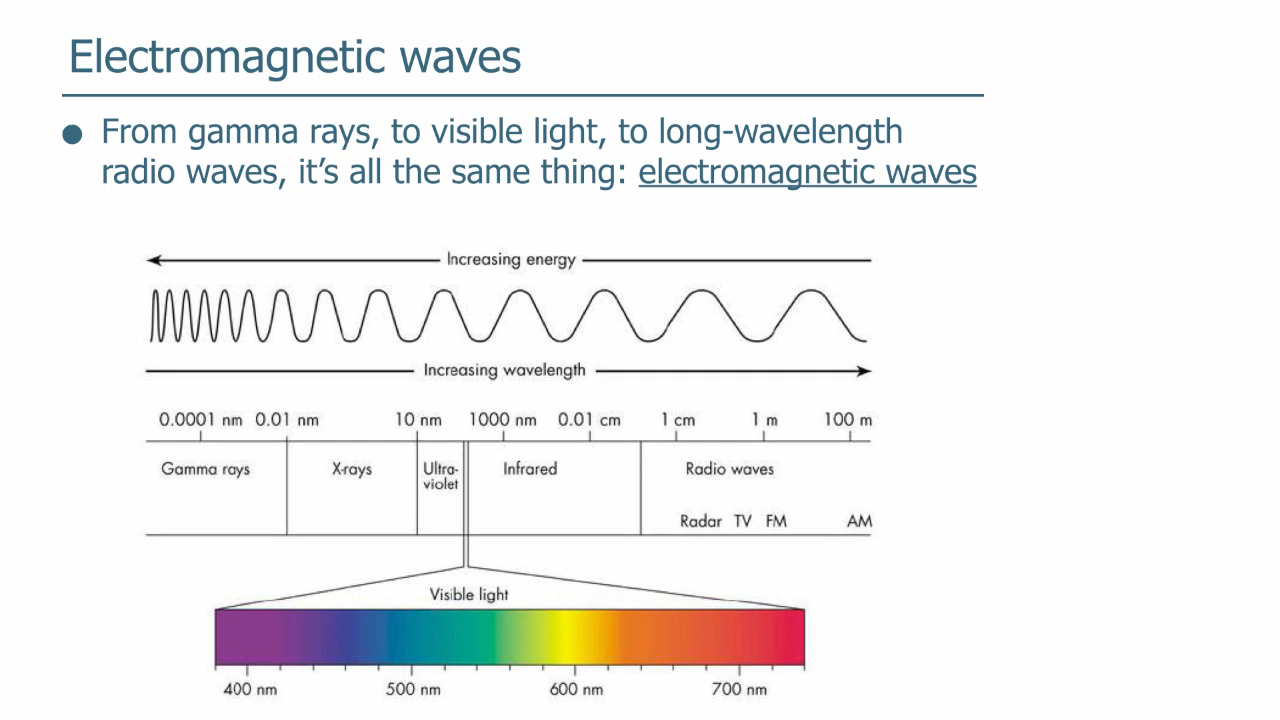 Electromagnetic waves
● From gamma rays, to visible light, to long-wavelength
radio waves, it’s all the same thing: electromagnetic waves
Increasing energy
Increasing wavelength
0.0001 nm 0.01 nm 10 nm 1000 nm 0.01 cm 1 cm 1 m 100 m
Gamma rays X-rays Ultra- Infrared Radio waves
violet
Radar TV FM AM
Visible light
400 nm 500 nm 600 nm 700 nm